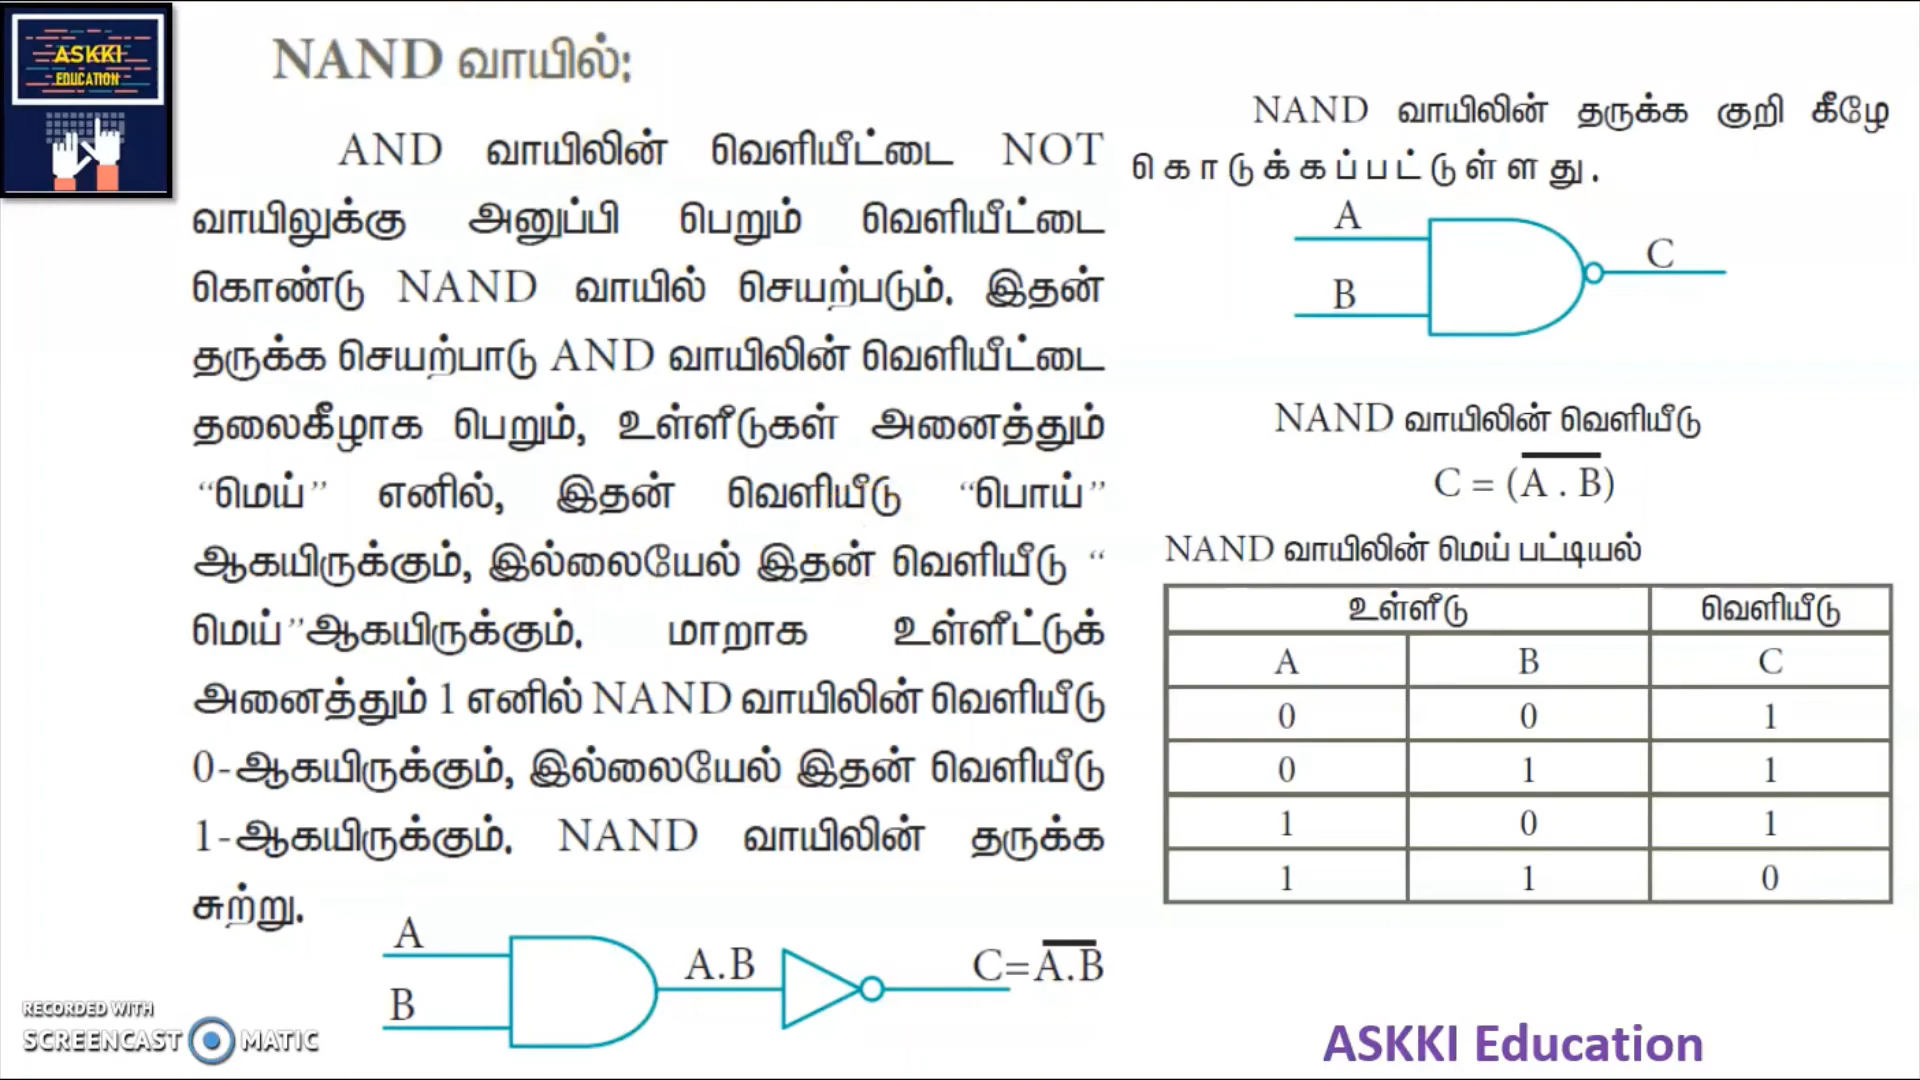 ASKKI
EDUCATION
NAND வாயில்:
AND வாயிலின் வெளியீட்டை NOT
வாயிலுக்கு அனுப்பி பெறும் வெளியீட்டை
கொண்டு NAND வாயில் செயற்படும். இதன்
தருக்க செயற்பாடு AND வாயிலின் வெளியீட்டை
தலைகீழாக பெறும், உள்ளீடுகள் அனைத்தும்
“மெய்” எனில், இதன் வெளியீடு “பொய்”
ஆகயிருக்கும், இல்லையேல் இதன் வெளியீடு “
மெய்”ஆகயிருக்கும். மாறாக உள்ளீட்டுக்
அனைத்தும் 1 எனில் NAND வாயிலின் வெளியீடு
0-ஆகயிருக்கும், இல்லையேல் இதன் வெளியீடு
1-ஆகயிருக்கும். NAND வாயிலின் தருக்க
சுற்று.
A
B
A.B
C=A̅.̅B̅
NAND வாயிலின் தருக்க குறி கீழே
கொடுக்கப்பட்டுள்ளது.
A
B
C
NAND வாயிலின் வெளியீடு
C = (A̅ ̅.̅ ̅B̅)
NAND வாயிலின் மெய் பட்டியல்
உள்ளீடு வெளியீடு
A B C
0 0 1
0 1 1
1 0 1
1 1 0
RECORDED WITH
SCREENCAST MATIC
ASKKI Education